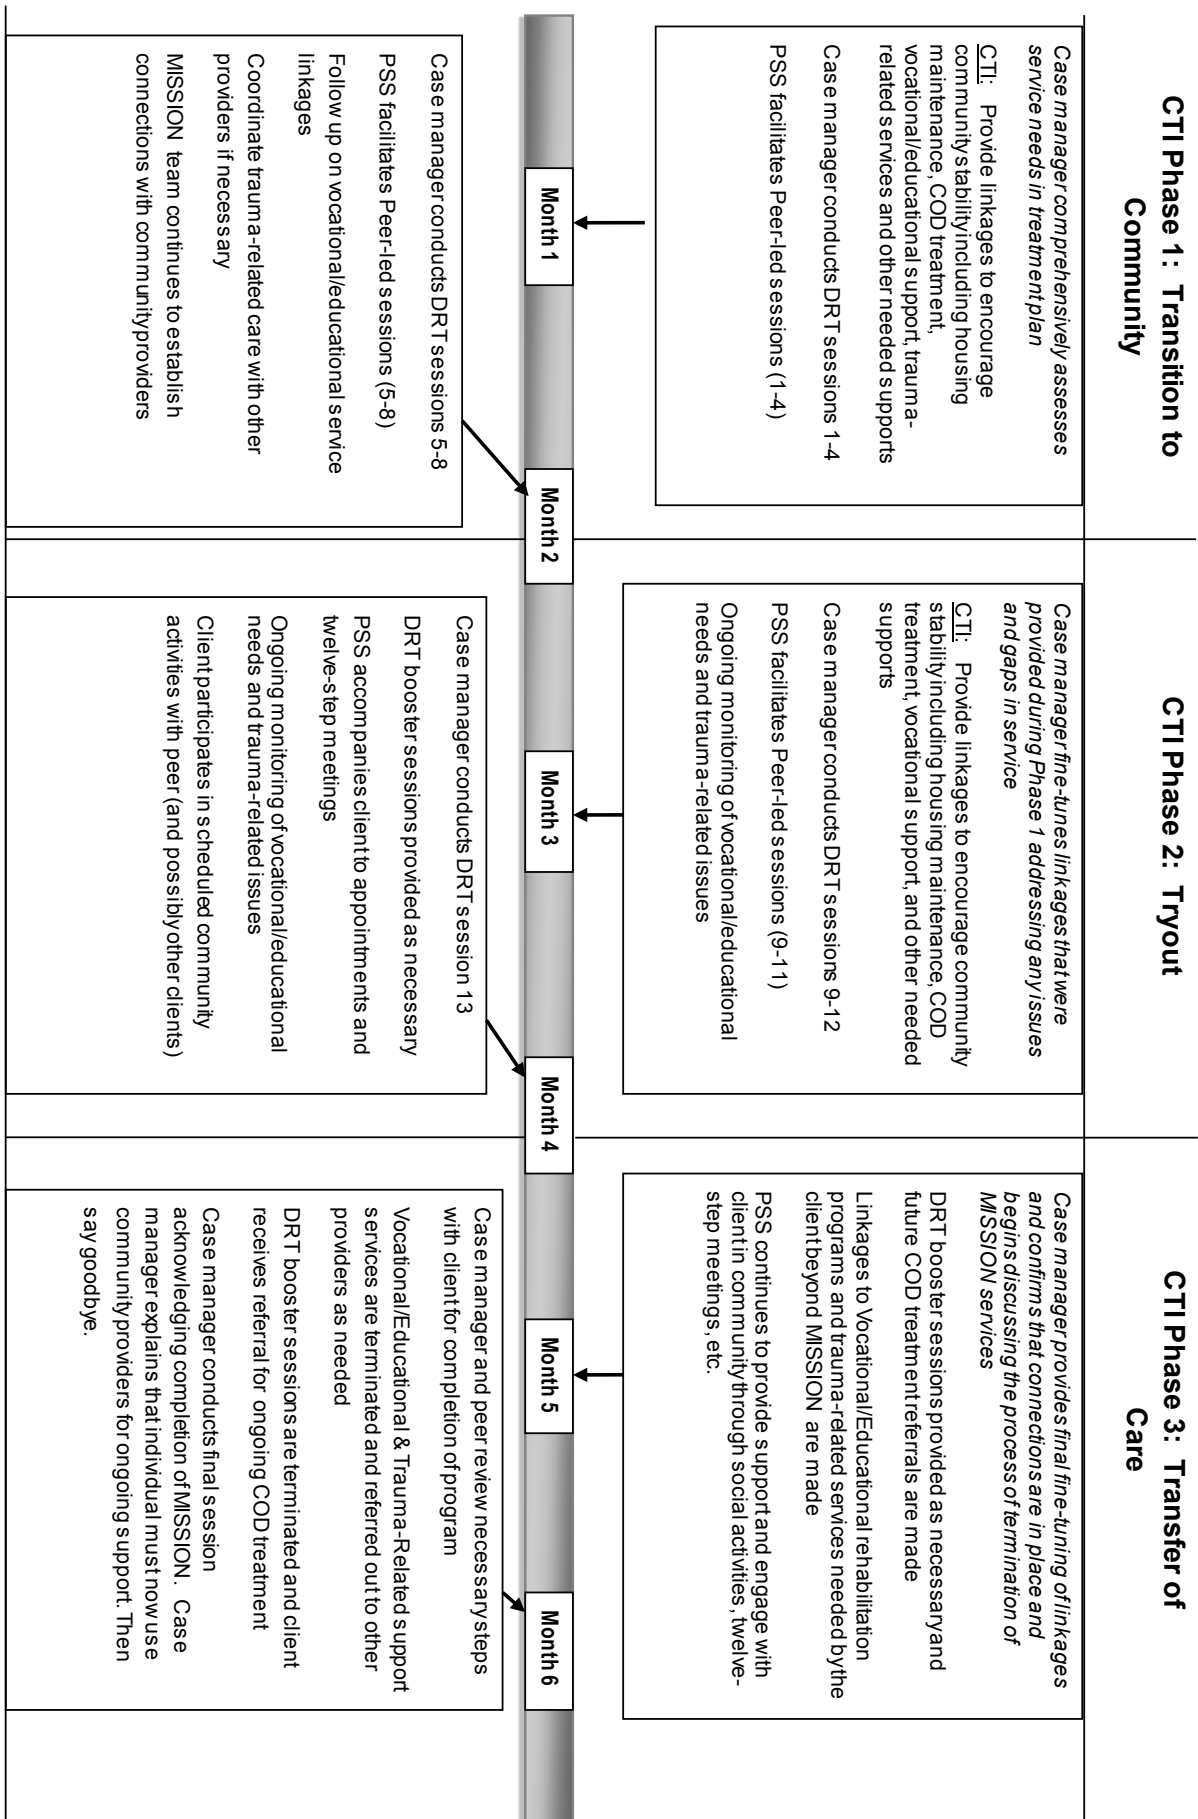 CTI Phase 1: Transition to
Community
Case manager comprehensively assesses
service needs in treatment plan
CTI: Provide linkages to encourage
community stability including housing
maintenance, COD treatment,
vocational/educational support, trauma-
related services and other needed supports
Case manager conducts DRT sessions 1-4
PSS facilitates Peer-led sessions (1-4)
Month 1
Case manager conducts DRT sessions 5-8
PSS facilitates Peer-led sessions (5-8)
Follow up on vocational/educational service
linkages
Coordinate trauma-related care with other
providers if necessary
MISSION team continues to establish
connections with community providers
Month 2
CTI Phase 2: Tryout
Case manager fine-tunes linkages that were
provided during Phase 1 addressing any issues
and gaps in service
CTI: Provide linkages to encourage community
stability including housing maintenance, COD
treatment, vocational support, and other needed
supports
Case manager conducts DRT sessions 9-12
PSS facilitates Peer-led sessions (9-11)
Ongoing monitoring of vocational/educational
needs and trauma-related issues
Month 3
Case manager conducts DRT session 13
DRT booster sessions provided as necessary
PSS accompanies client to appointments and
twelve-step meetings
Ongoing monitoring of vocational/educational
needs and trauma-related issues
Client participates in scheduled community
activities with peer (and possibly other clients)
Month 4
CTI Phase 3: Transfer of
Care
Case manager provides final fine-tuning of linkages
and confirms that connections are in place and
begins discussing the process of termination of
MISSION services
DRT booster sessions provided as necessary and
future COD treatment referrals are made
Linkages to Vocational/Educational rehabilitation
programs and trauma-related services needed by the
client beyond MISSION are made
PSS continues to provide support and engage with
client in community through social activities, twelve-
step meetings, etc.
Month 5
Case manager and peer review necessary steps
with client for completion of program
Vocational/Educational & Trauma-Related support
services are terminated and referred out to other
providers as needed
DRT booster sessions are terminated and client
receives referral for ongoing COD treatment
Case manager conducts final session
acknowledging completion of MISSION. Case
manager explains that individual must now use
community providers for ongoing support. Then
say goodbye.
Month 6